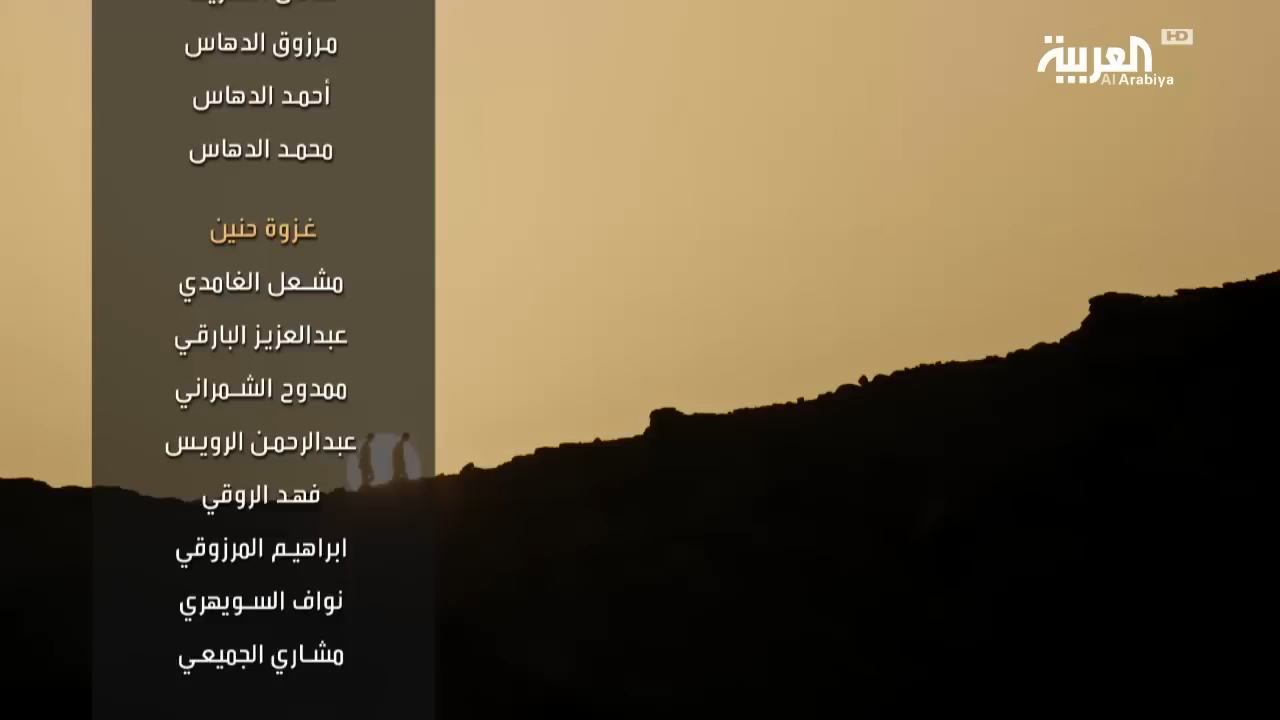 مرزوق الدهاس
أحمد الدهاس
محمد الدهاس
غزوة حنين
مشعل الغامدي
عبدالعزيز البارقي
ممدوح الشمراني
عبدالرحمن الرويس
فهد الروقي
ابراهيم المرزوقي
نواف السويهري
مشاري الجميعي
HD
العربية
Al Arabiya